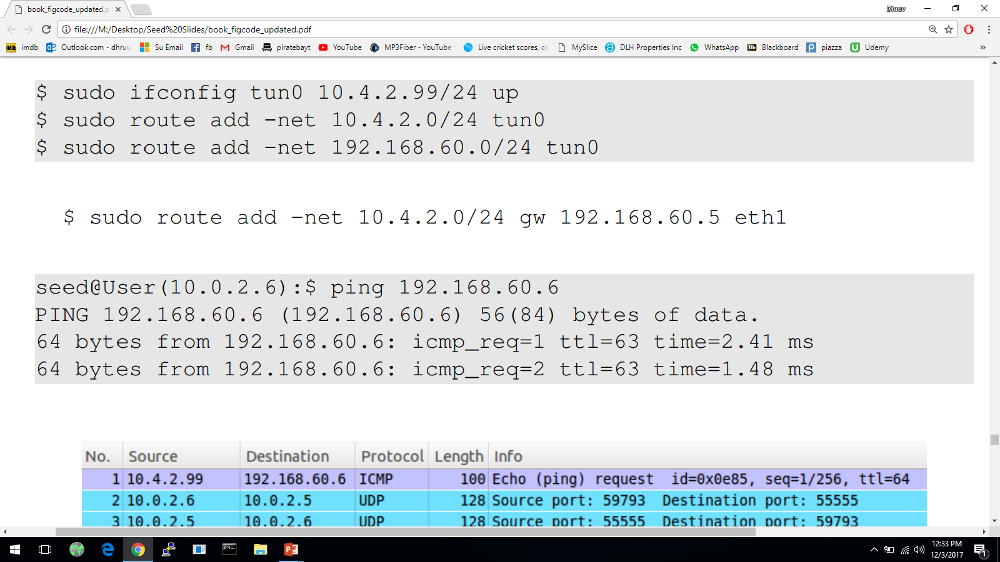 book_figcode_updated.p
Dhruv
file:///M:/Desktop/Seed%20Slides/book_figcode_updated.pdf
imdb Outlook.com - dhruv Su Email fb Gmail piratebayt YouTube MP3Fiber - YouTube Live cricket scores, co MySlice DLH Properties Inc WhatsApp Blackboard piazza Udemy »
$ sudo ifconfig tun0 10.4.2.99/24 up
$ sudo route add -net 10.4.2.0/24 tun0
$ sudo route add -net 192.168.60.0/24 tun0
$ sudo route add -net 10.4.2.0/24 gw 192.168.60.5 eth1
seed@User(10.0.2.6):$ ping 192.168.60.6
PING 192.168.60.6 (192.168.60.6) 56(84) bytes of data.
64 bytes from 192.168.60.6: icmp_req=1 ttl=63 time=2.41 ms
64 bytes from 192.168.60.6: icmp_req=2 ttl=63 time=1.48 ms
No. Source Destination Protocol Length Info
1 10.4.2.99 192.168.60.6 ICMP 100 Echo (ping) request id=0x0e85, seq=1/256, ttl=64
2 10.0.2.6 10.0.2.5 UDP 128 Source port: 59793 Destination port: 55555
3 10.0.2.5 10.0.2.6 UDP 128 Source port: 55555 Destination port: 59793
12:33 PM
12/3/2017
1